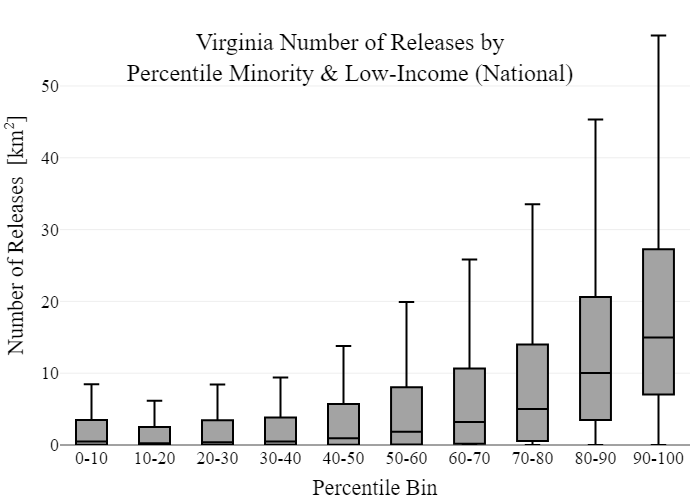 Virginia Number of Releases by
Percentile Minority & Low-Income (National)
Number of Releases [km²]
50
40
30
20
10
0
0-10 10-20 20-30 30-40 40-50 50-60 60-70 70-80 80-90 90-100
Percentile Bin